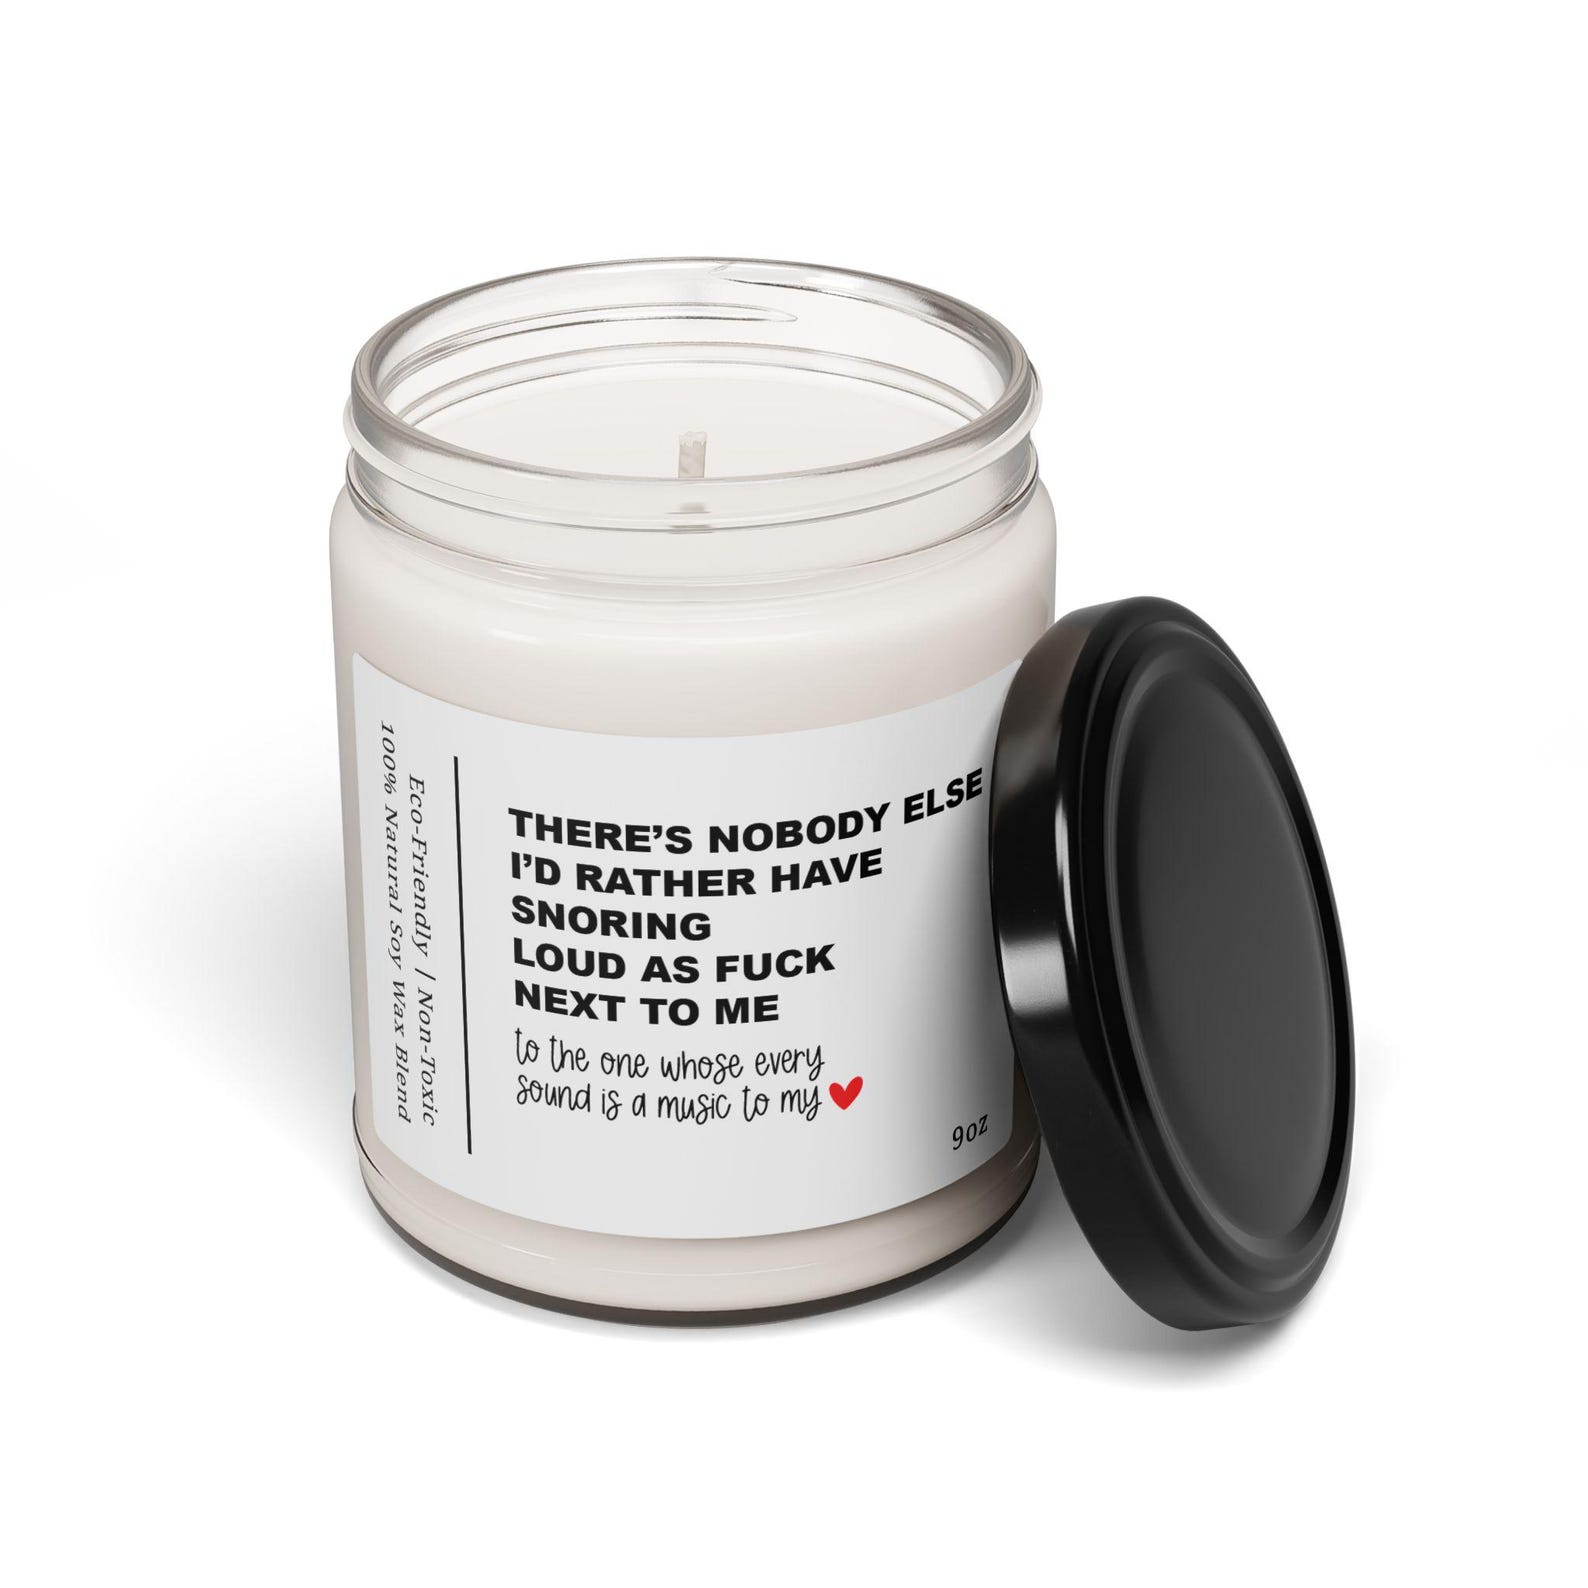 THERE'S NOBODY ELSE
I'D RATHER HAVE
SNORING
LOUD AS FUCK
NEXT TO ME
to the one whose every
sound is a music to my
9oz
Eco-Friendly | Non-Toxic
100% Natural Soy Wax Blend